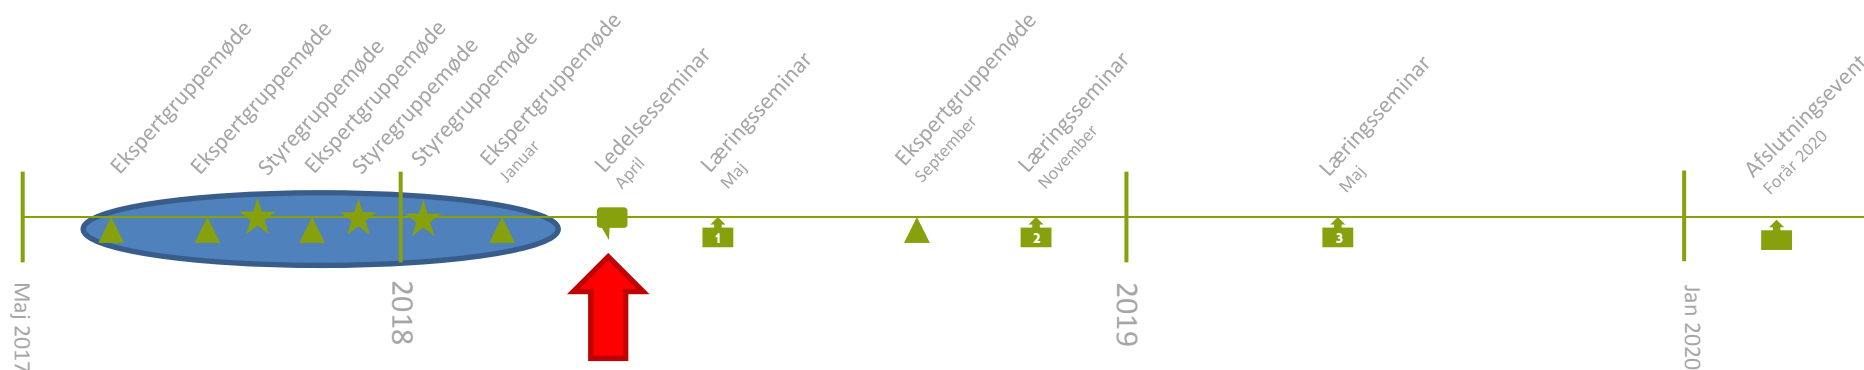 Ekspertgruppemøde
Ekspertgruppemøde
Styregruppemøde
Ekspertgruppemøde
Styregruppemøde
Styregruppemøde
Ekspertgruppemøde
Januar
Ledelsesseminar
April
Læringsseminar
Maj
Ekspertgruppemøde
September
Læringsseminar
November
Læringsseminar
Maj
Afslutningsevent
Forår 2020
1
2
3
Maj 2017
2018
2019
Jan 2020